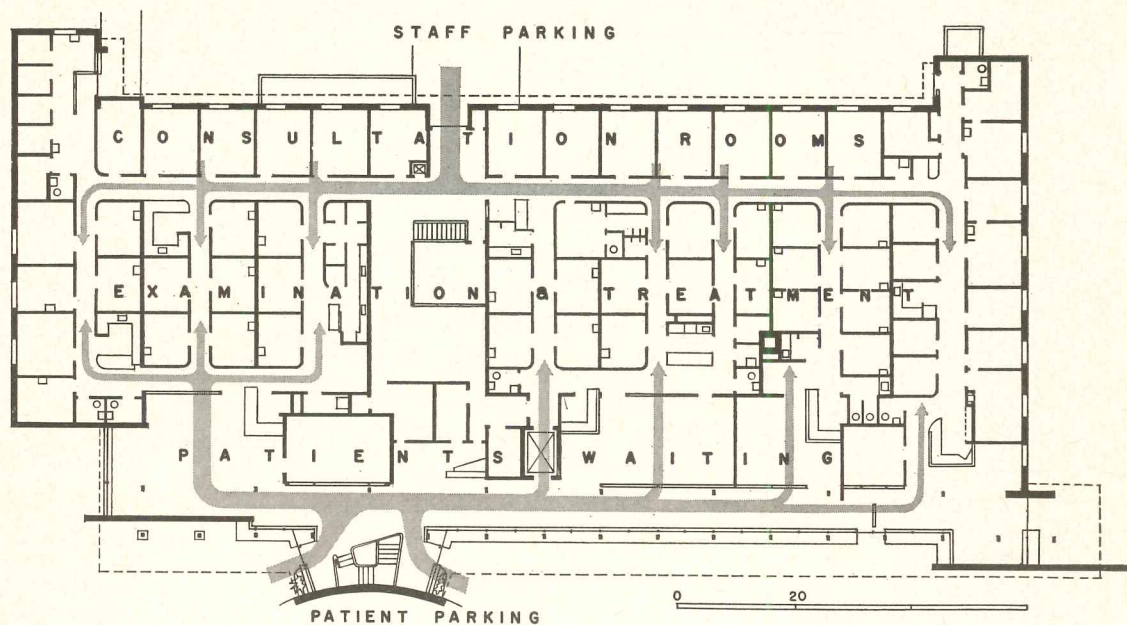 STAFF PARKING
CONSULTATION ROOMS
EXAMINATION & TREATMENT
PATIENTS WAITING
PATIENT PARKING
0 20